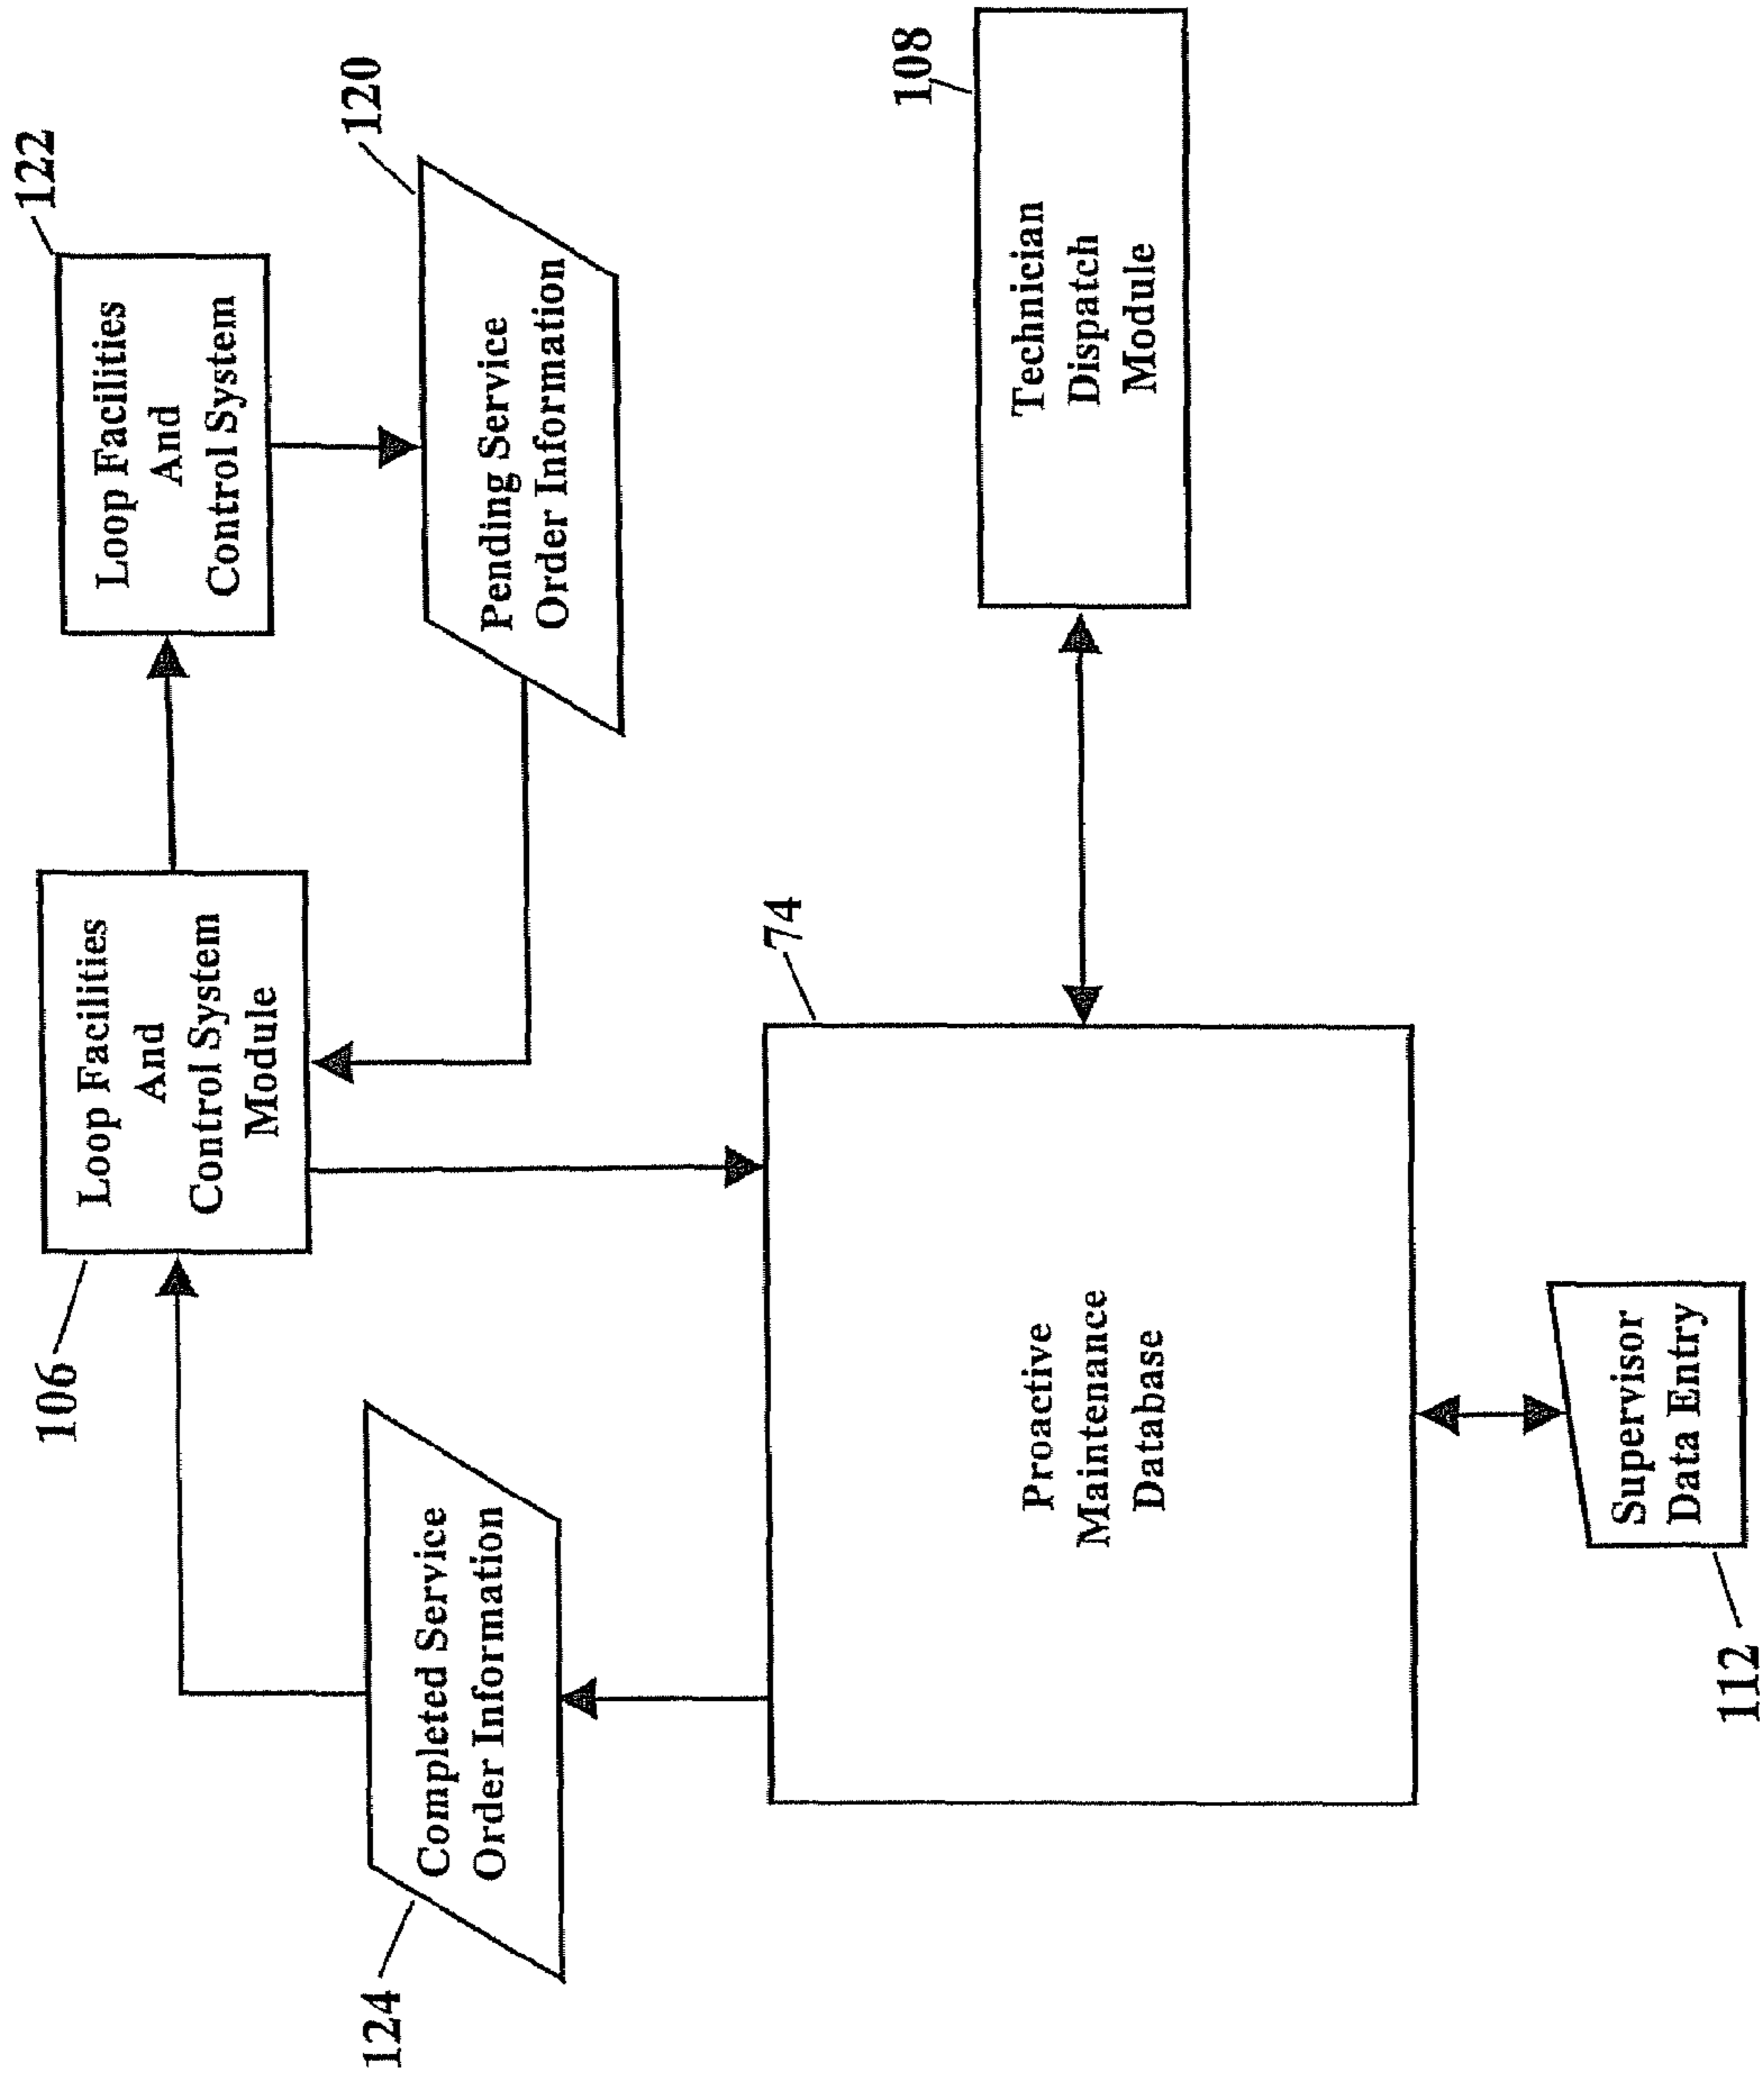 106
Loop Facilities
And
Control System
Module
122
Loop Facilities
And
Control System
124
Completed Service
Order Information
120
Pending Service
Order Information
74
Proactive
Maintenance
Database
108
Technician
Dispatch
Module
112
Supervisor
Data Entry